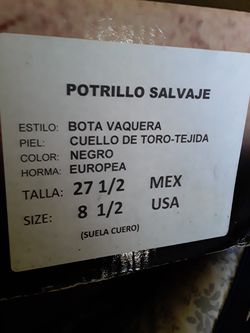 POTRILLO SALVAJE
ESTILO: BOTA VAQUERA
PIEL: CUELLO DE TORO-TEJIDA
COLOR: NEGRO
HORMA: EUROPEA
TALLA: 27 1/2 MEX
SIZE: 8 1/2 USA
(SUELA CUERO)